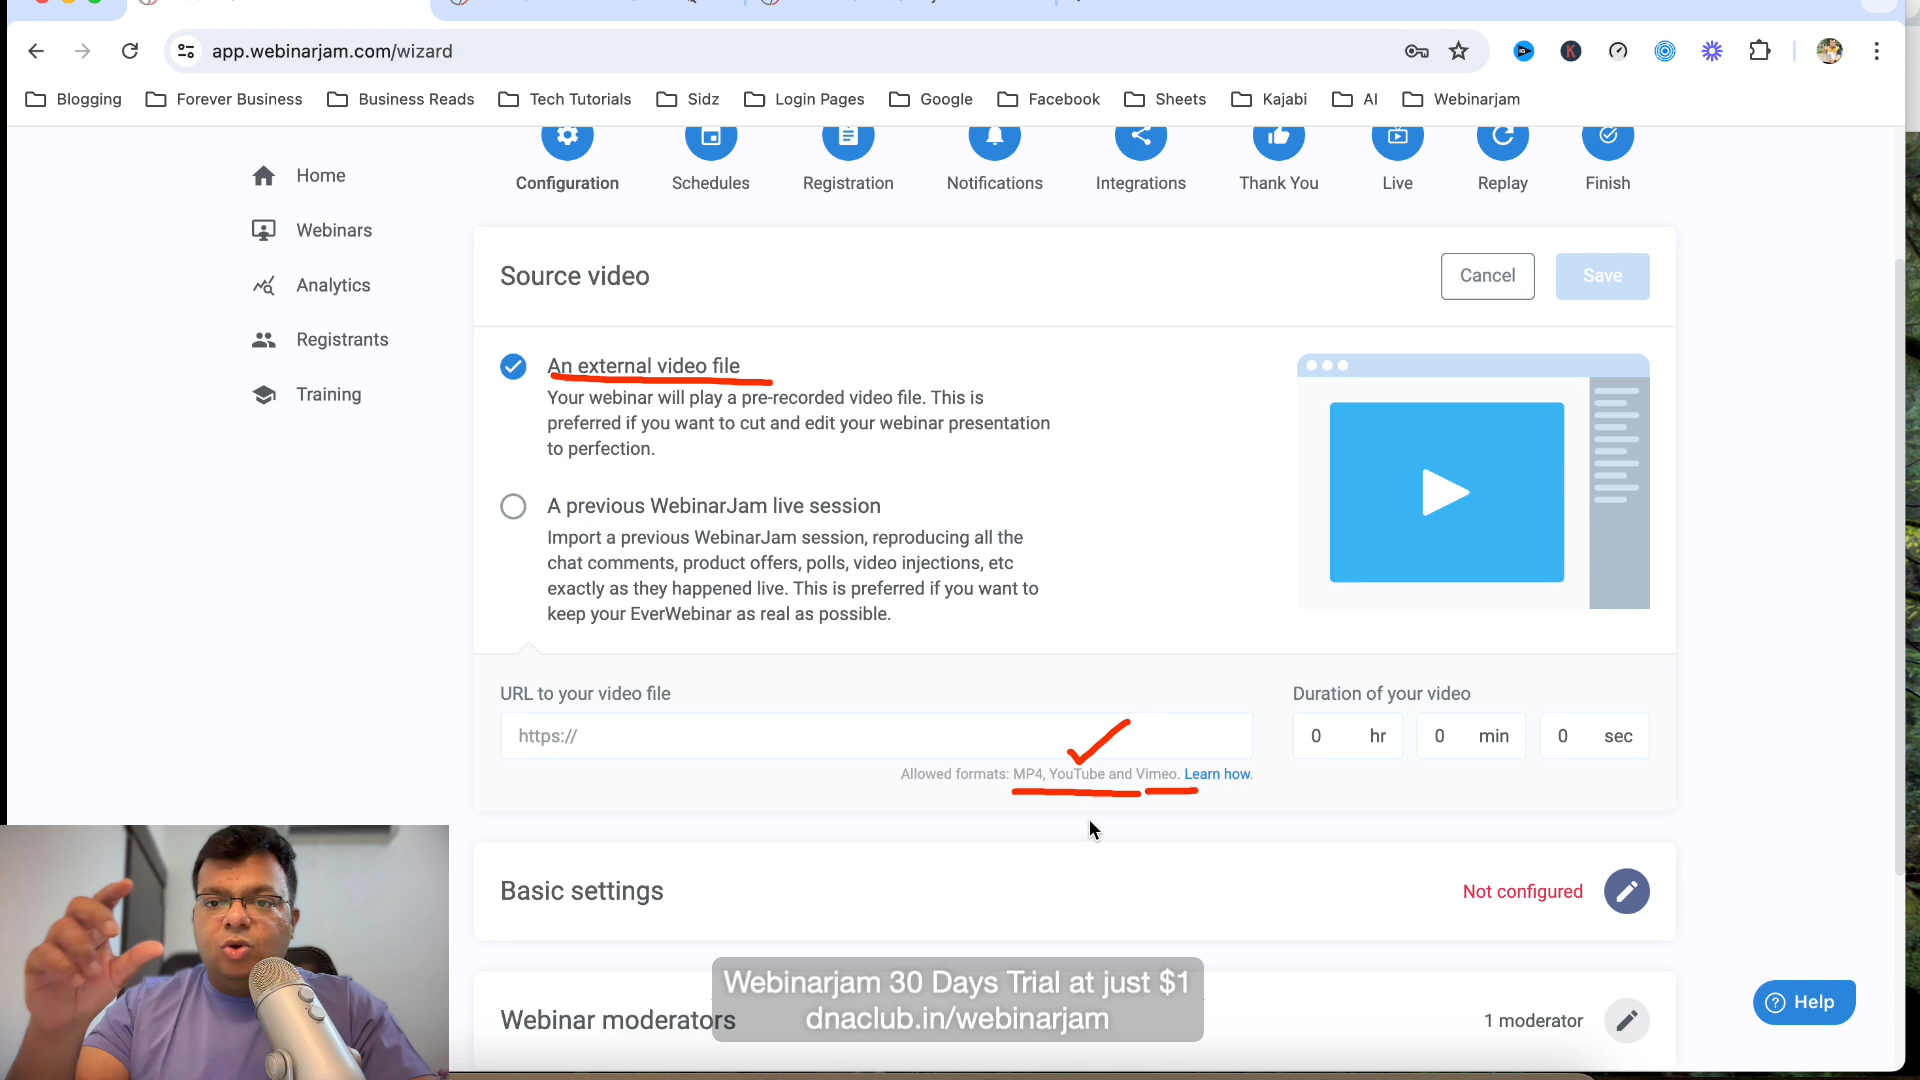 app.webinarjam.com/wizard
Blogging
Forever Business
Business Reads
Tech Tutorials
Sidz
Login Pages
Google
Facebook
Sheets
Kajabi
AI
Webinarjam
Home
Webinars
Analytics
Registrants
Training
Configuration
Schedules
Registration
Notifications
Integrations
Thank You
Live
Replay
Finish
Source video
Cancel
Save
An external video file
Your webinar will play a pre-recorded video file. This is
preferred if you want to cut and edit your webinar presentation
to perfection.
A previous WebinarJam live session
Import a previous WebinarJam session, reproducing all the
chat comments, product offers, polls, video injections, etc
exactly as they happened live. This is preferred if you want to
keep your EverWebinar as real as possible.
URL to your video file
https://
Allowed formats: MP4, YouTube and Vimeo. Learn how.
Duration of your video
0 hr
0 min
0 sec
Basic settings
Not configured
Webinar moderators
1 moderator
Webinarjam 30 Days Trial at just $1
dnaclub.in/webinarjam
Help